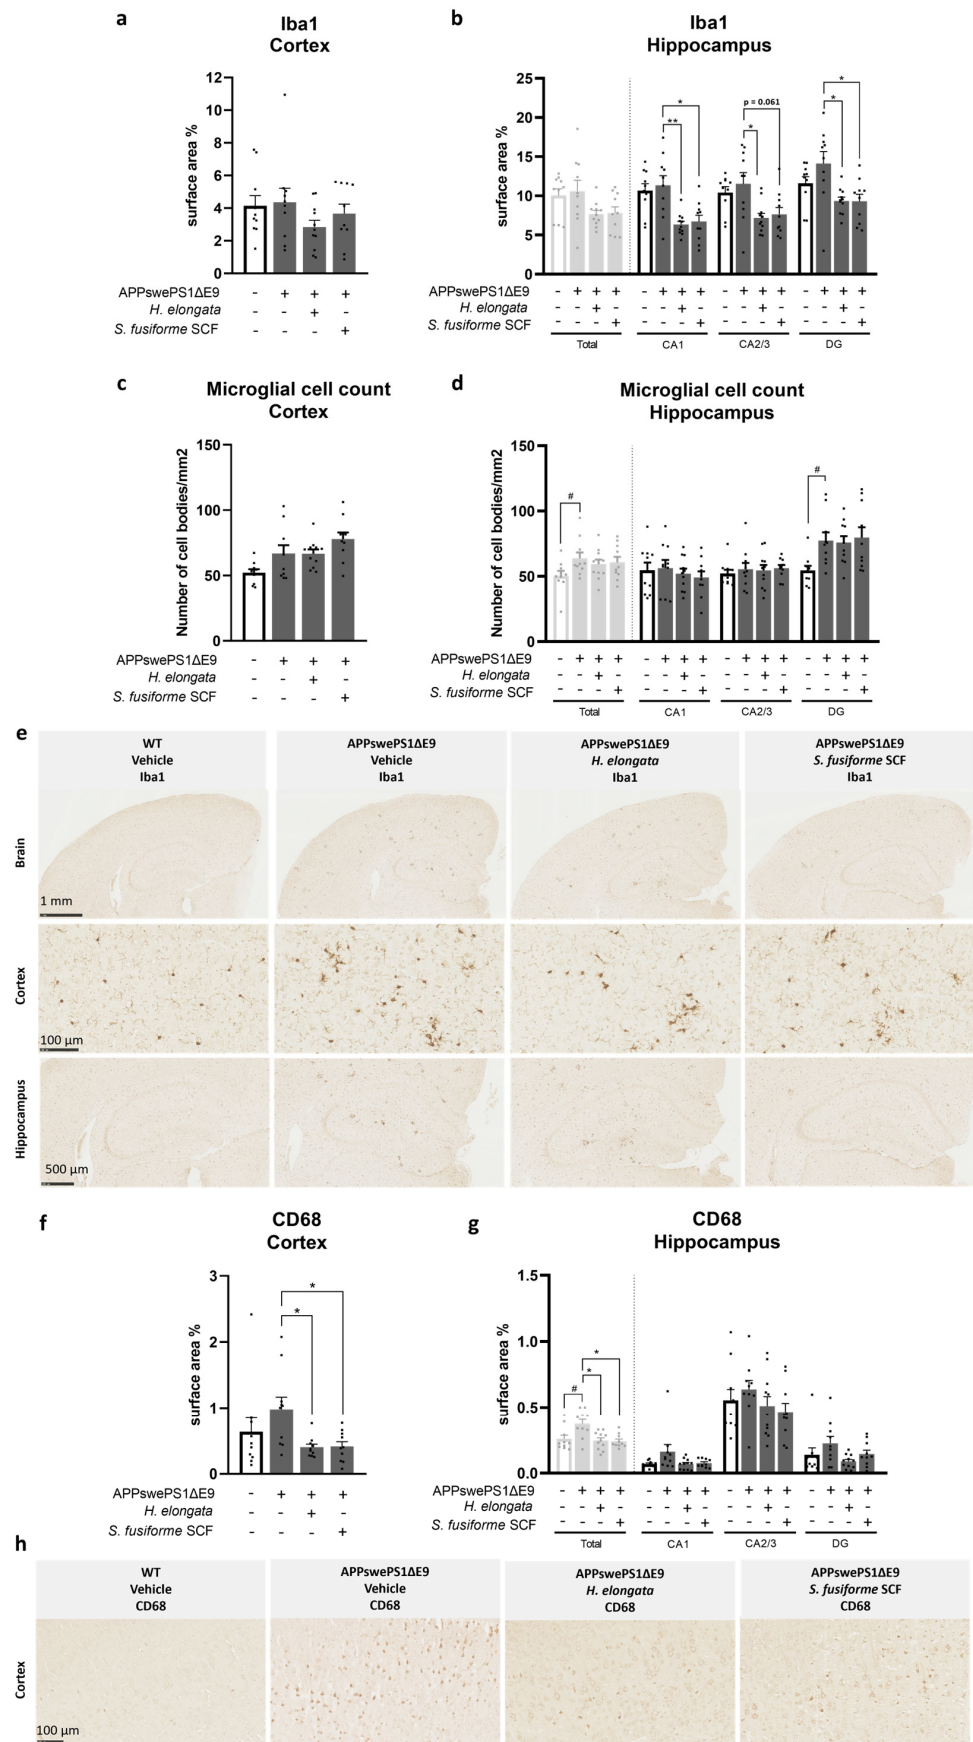 a
Iba1
Cortex
surface area %
12
10
8
6
4
2
0
APPswePS1ΔE9 - + + +
H. elongata - - + -
S. fusiforme SCF - - - +
b
Iba1
Hippocampus
surface area %
25
20
15
10
5
0
** * * p = 0.061 * *
APPswePS1ΔE9 - + + + - + + + - + + + - + + +
H. elongata - - + - - - + - - - + - - - + -
S. fusiforme SCF - - - + - - - + - - - + - - - +
Total CA1 CA2/3 DG
c
Microglial cell count
Cortex
Number of cell bodies/mm2
150
100
50
0
APPswePS1ΔE9 - + + +
H. elongata - - + -
S. fusiforme SCF - - - +
d
Microglial cell count
Hippocampus
Number of cell bodies/mm2
150
100
50
0
# #
APPswePS1ΔE9 - + + + - + + + - + + + - + + +
H. elongata - - + - - - + - - - + - - - + -
S. fusiforme SCF - - - + - - - + - - - + - - - +
Total CA1 CA2/3 DG
e
WT
Vehicle
Iba1
APPswePS1ΔE9
Vehicle
Iba1
APPswePS1ΔE9
H. elongata
Iba1
APPswePS1ΔE9
S. fusiforme SCF
Iba1
Brain
1 mm
Cortex
100 µm
Hippocampus
500 µm
f
CD68
Cortex
surface area %
3
2
1
0
* *
APPswePS1ΔE9 - + + +
H. elongata - - + -
S. fusiforme SCF - - - +
g
CD68
Hippocampus
surface area %
1.5
1.0
0.5
0.0
# * *
APPswePS1ΔE9 - + + + - + + + - + + + - + + +
H. elongata - - + - - - + - - - + - - - + -
S. fusiforme SCF - - - + - - - + - - - + - - - +
Total CA1 CA2/3 DG
h
WT
Vehicle
CD68
APPswePS1ΔE9
Vehicle
CD68
APPswePS1ΔE9
H. elongata
CD68
APPswePS1ΔE9
S. fusiforme SCF
CD68
Cortex
100 µm